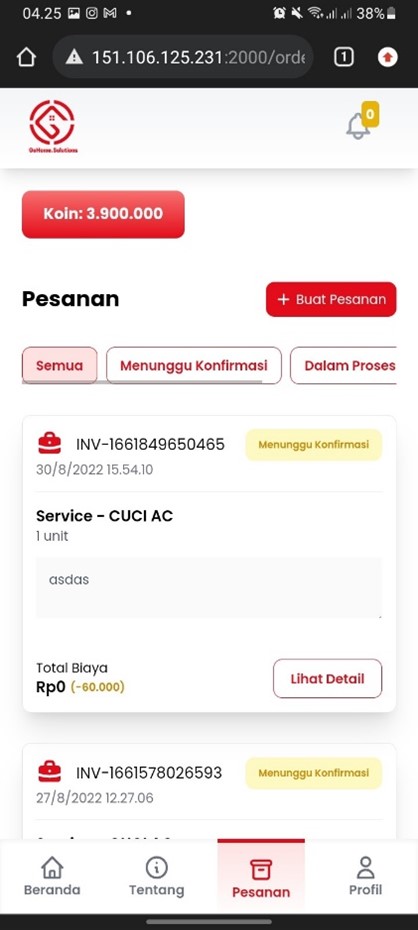 04.25
38%
151.106.125.231:2000/orde
1
GoHome.Solutions
0
Koin: 3.900.000
Pesanan
+ Buat Pesanan
Semua
Menunggu Konfirmasi
Dalam Proses
INV-1661849650465
Menunggu Konfirmasi
30/8/2022 15.54.10
Service - CUCI AC
1 unit
asdas
Total Biaya
Rp0 (-60.000)
Lihat Detail
INV-1661578026593
Menunggu Konfirmasi
27/8/2022 12.27.06
Beranda
Tentang
Pesanan
Profil